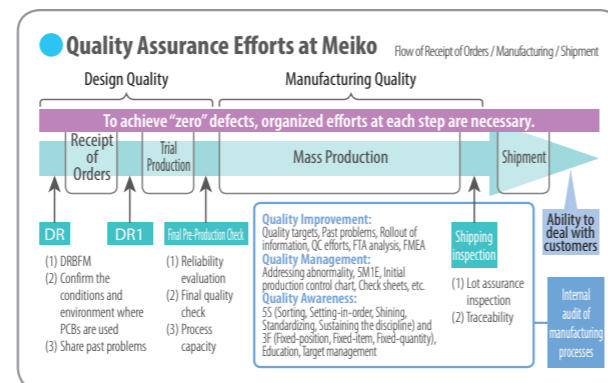 Quality Assurance Efforts at Meiko
Flow of Receipt of Orders / Manufacturing / Shipment
Design Quality
Manufacturing Quality
To achieve “zero” defects, organized efforts at each step are necessary.
Receipt
of
Orders
Trial
Production
Mass Production
Shipment
DR
(1) DRBFM
(2) Confirm the
conditions and
environment where
PCBs are used
(3) Share past problems
DR1
Final Pre-Production Check
(1) Reliability
evaluation
(2) Final quality
check
(3) Process
capacity
Quality Improvement:
Quality targets, Past problems, Rollout of
information, QC efforts, FTA analysis, FMEA
Quality Management:
Addressing abnormality, 5M1E, Initial
production control chart, Check sheets, etc.
Quality Awareness:
5S (Sorting, Setting-in-order, Shining,
Standardizing, Sustaining the discipline) and
3F (Fixed-position, Fixed-item, Fixed-quantity),
Education, Target management
Shipping
inspection
(1) Lot assurance
inspection
(2) Traceability
Ability to
deal with
customers
Internal
audit of
manufacturing
processes